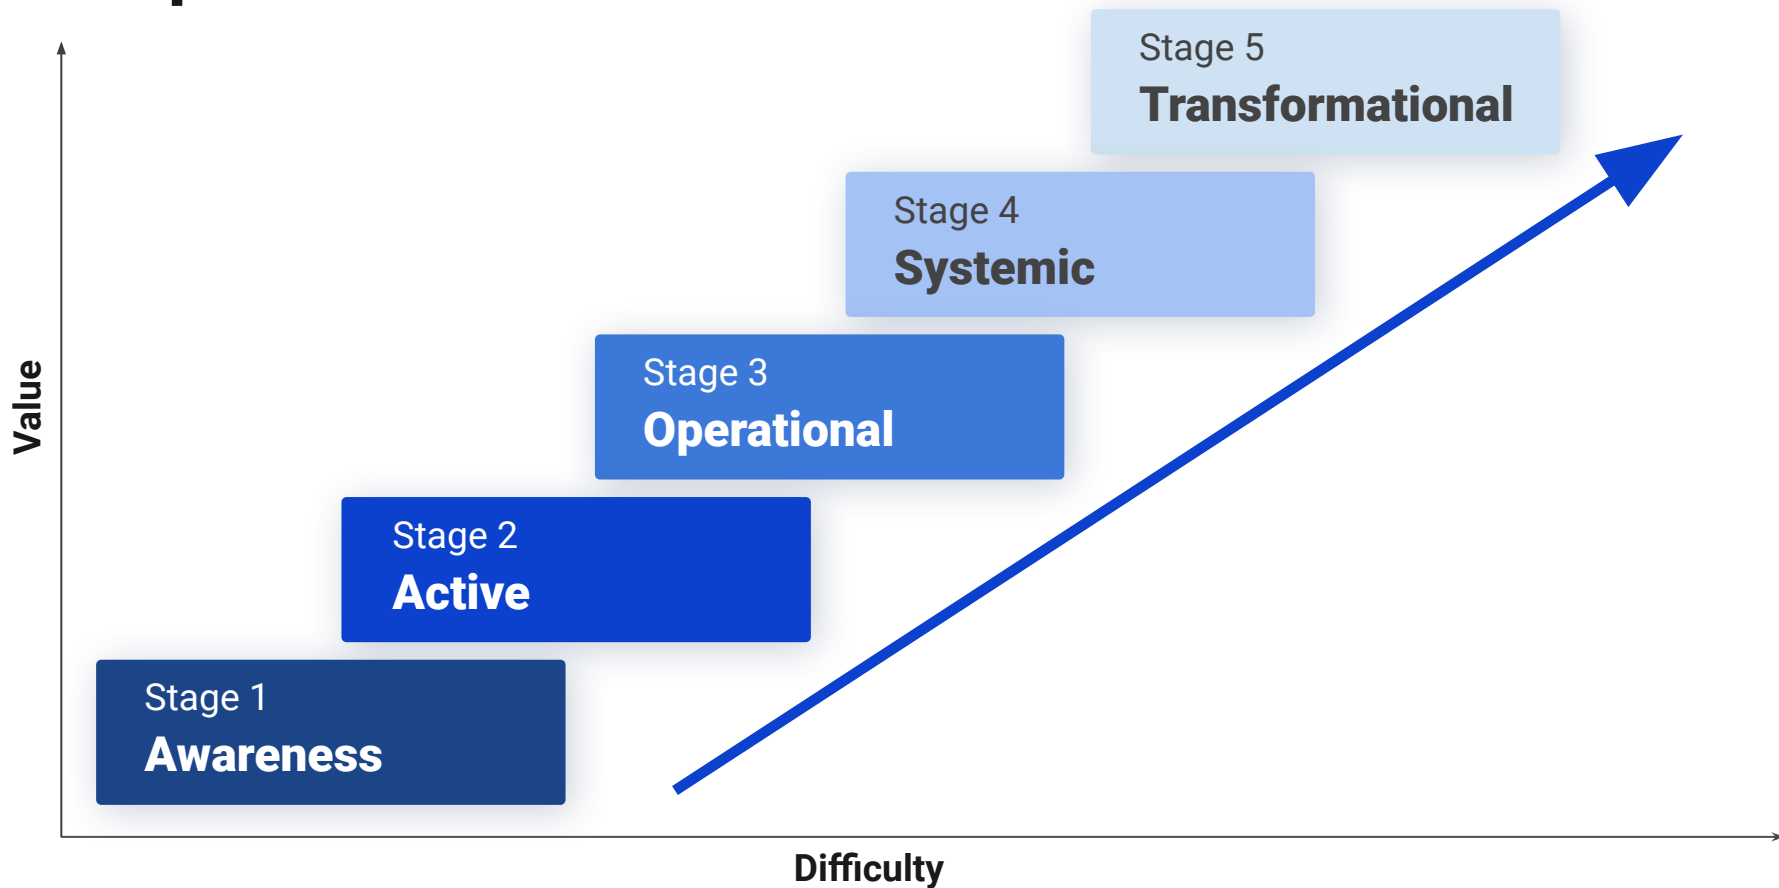 Stage 5
Transformational
Stage 4
Systemic
Stage 3
Operational
Stage 2
Active
Stage 1
Awareness
Value
Difficulty